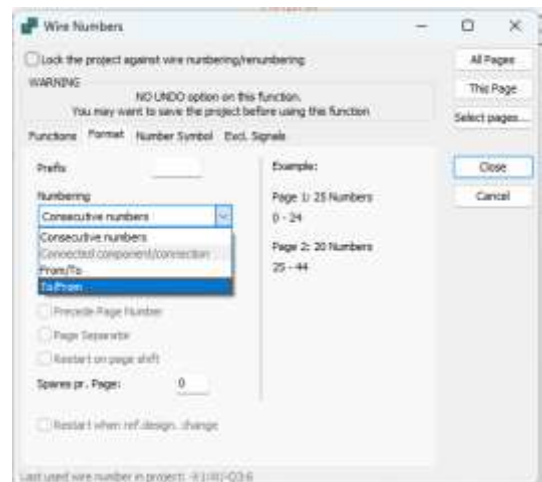 Wire Numbers
Lock the project against wire numbering/renumbering
WARNING
NO UNDO option on this function.
You may want to save the project before using this function
All Pages
This Page
Select pages...
Close
Cancel
Functions Format Number Symbol Excl. Signals
Prefix
Numbering
Consecutive numbers
Consecutive numbers
Connected component/connection
From/To
To/From
Precede Page Number
Page Separator
Restart on page shift
Spares pr. Page: 0
Restart when ref.design. change
Example:
Page 1: 25 Numbers
0 - 24
Page 2: 20 Numbers
25 - 44
Last used wire number in project: